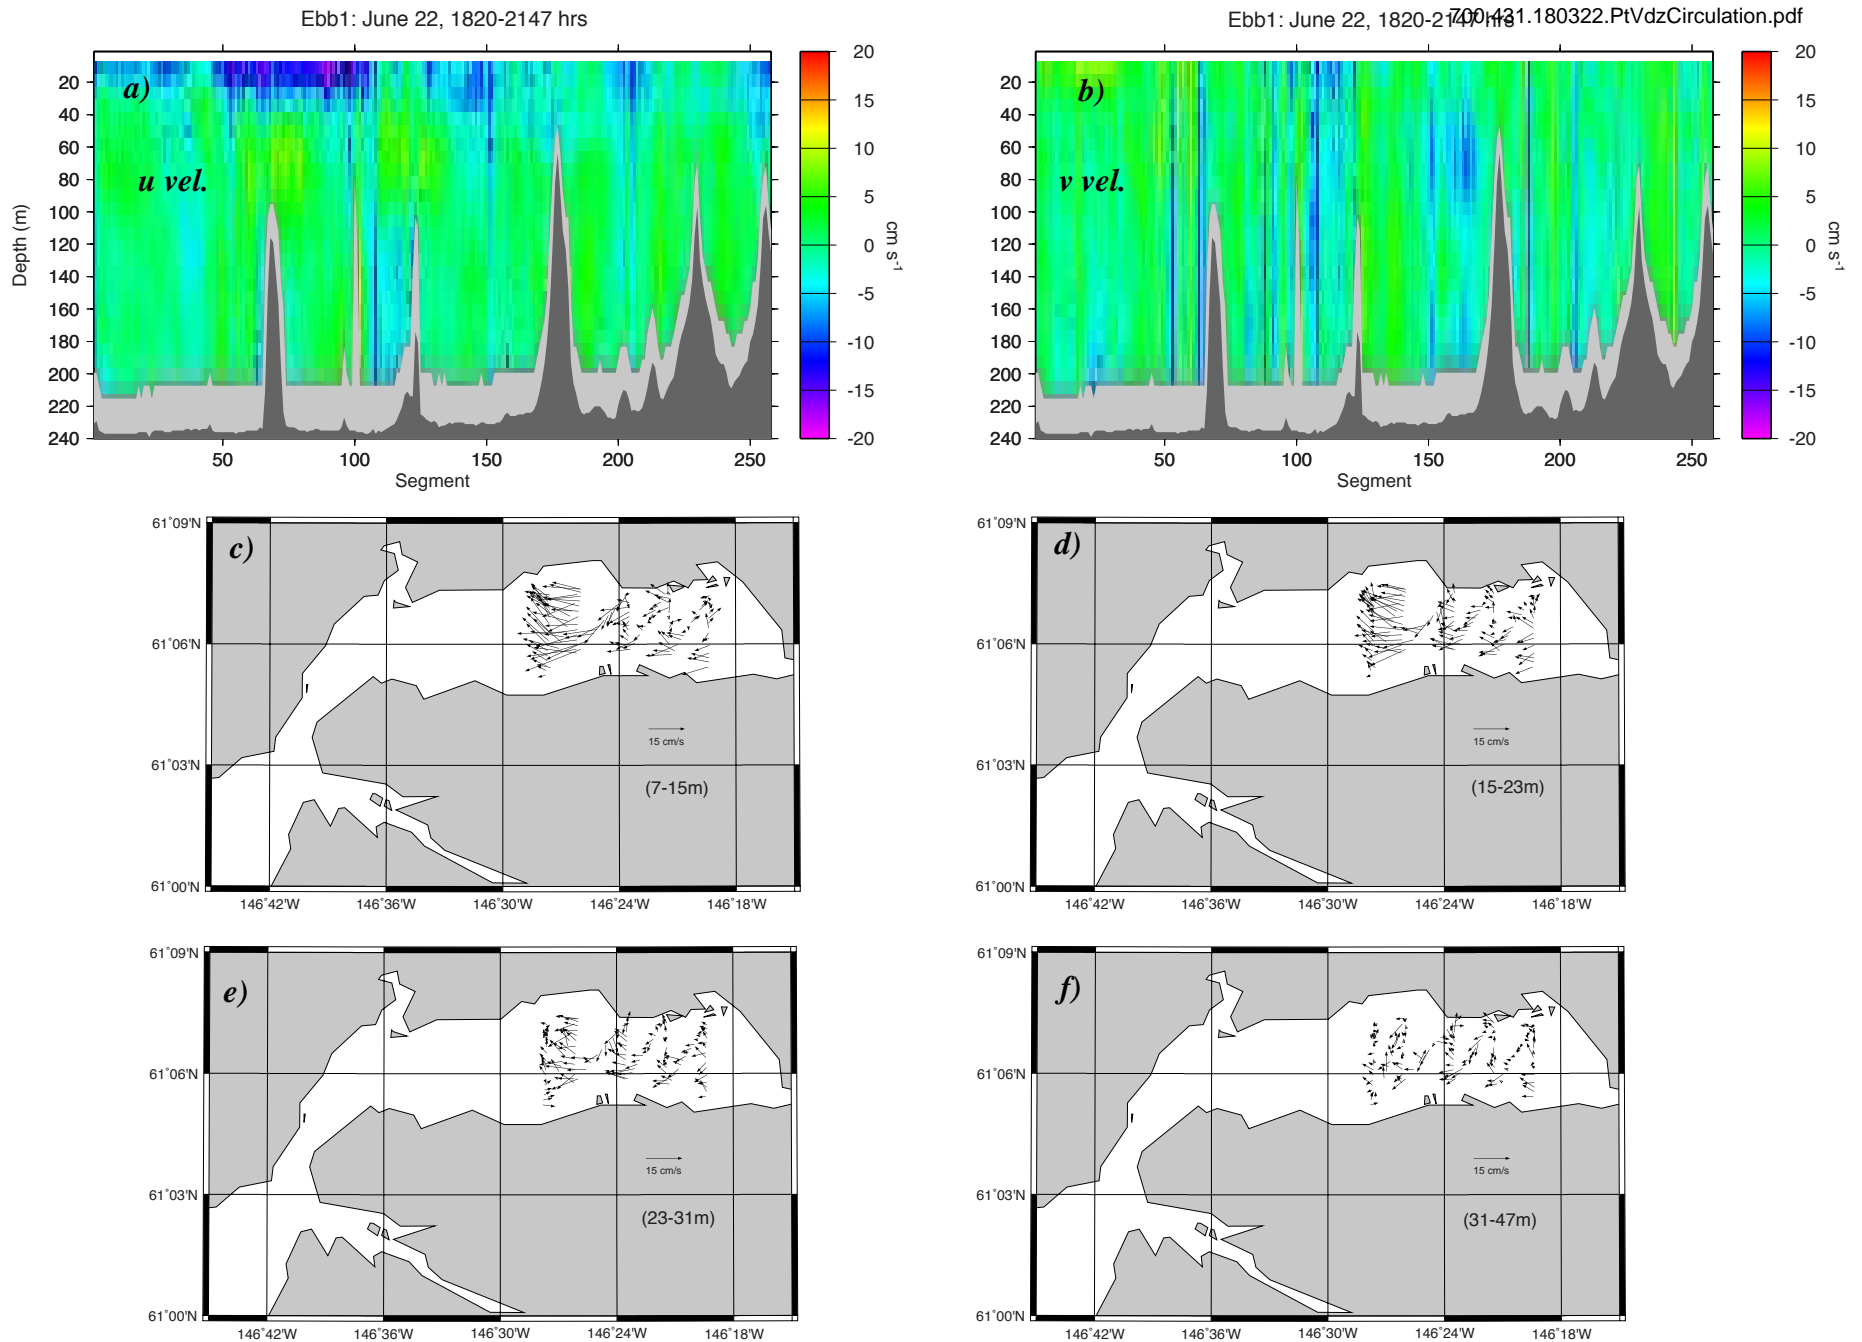 Ebb1: June 22, 1820-2147 hrs
Ebb1: June 22, 1820-2147 hrs
700.431.180322.PtVdzCirculation.pdf
a)
u vel.
Depth (m)
20
40
60
80
100
120
140
160
180
200
220
240
50
100
150
200
250
Segment
20
15
10
5
0
-5
-10
-15
-20
cm s-1
b)
v vel.
20
40
60
80
100
120
140
160
180
200
220
240
50
100
150
200
250
Segment
20
15
10
5
0
-5
-10
-15
-20
cm s-1
c)
61˚09'N
61˚06'N
61˚03'N
61˚00'N
15 cm/s
(7-15m)
146˚42'W
146˚36'W
146˚30'W
146˚24'W
146˚18'W
d)
61˚09'N
61˚06'N
61˚03'N
61˚00'N
15 cm/s
(15-23m)
146˚42'W
146˚36'W
146˚30'W
146˚24'W
146˚18'W
e)
61˚09'N
61˚06'N
61˚03'N
61˚00'N
15 cm/s
(23-31m)
146˚42'W
146˚36'W
146˚30'W
146˚24'W
146˚18'W
f)
61˚09'N
61˚06'N
61˚03'N
61˚00'N
15 cm/s
(31-47m)
146˚42'W
146˚36'W
146˚30'W
146˚24'W
146˚18'W